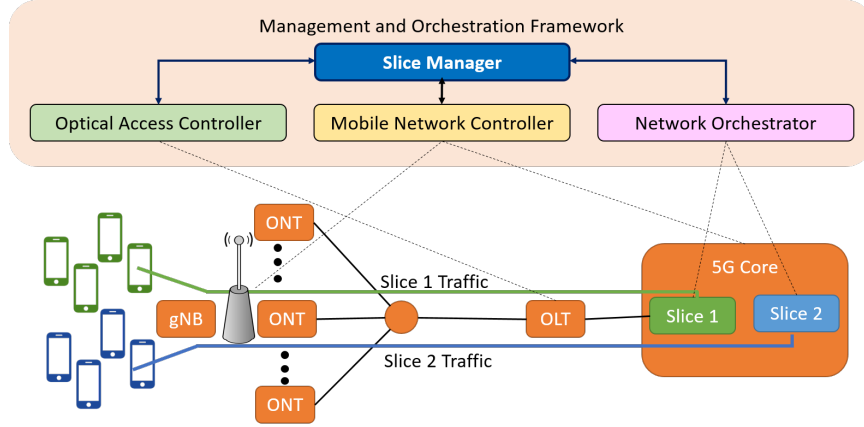 Management and Orchestration Framework
Slice Manager
Optical Access Controller
Mobile Network Controller
Network Orchestrator
ONT
5G Core
Slice 1 Traffic
gNB
ONT
OLT
Slice 1
Slice 2
Slice 2 Traffic
ONT